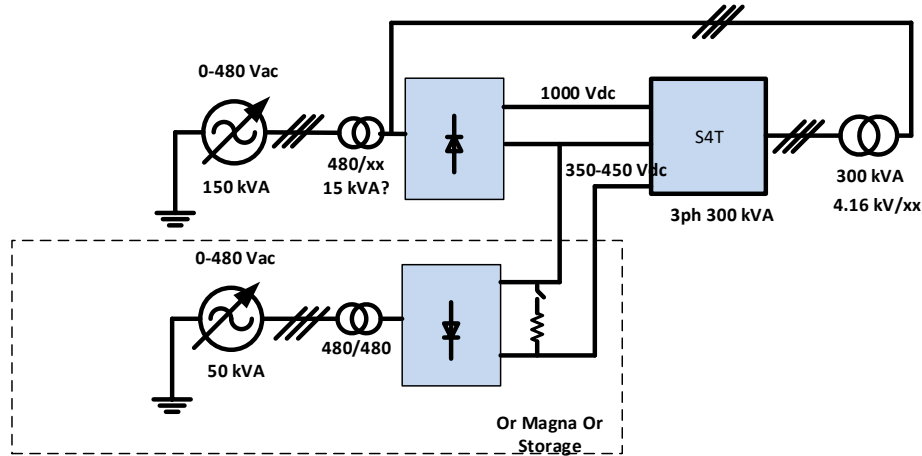 0-480 Vac
150 kVA
480/xx
15 kVA?
1000 Vdc
350-450 Vdc
S4T
3ph 300 kVA
300 kVA
4.16 kV/xx
0-480 Vac
50 kVA
480/480
Or Magna Or
Storage